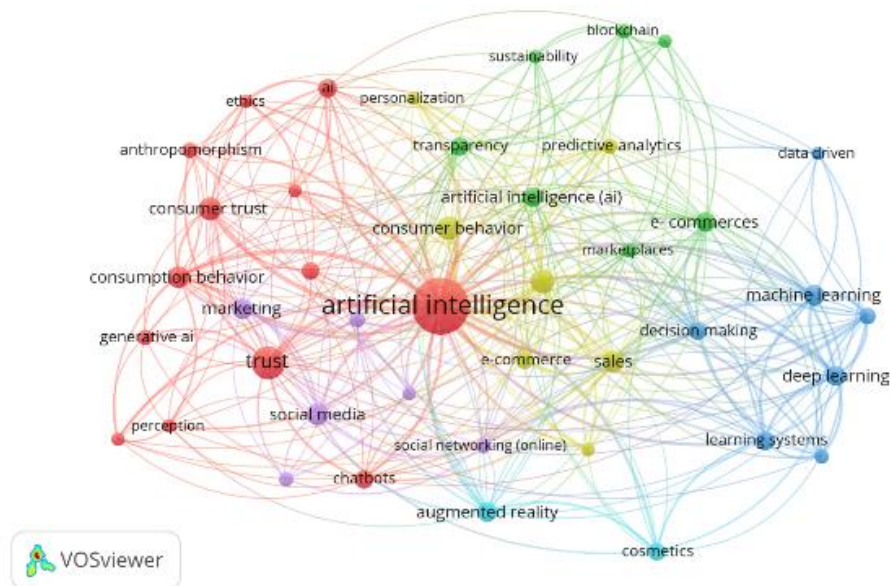 blockchain
sustainability
ai
ethics
personalization
anthropomorphism
transparency
predictive analytics
data driven
consumer trust
artificial intelligence (ai)
consumer behavior
e- commerces
marketplaces
consumption behavior
marketing
artificial intelligence
machine learning
generative ai
decision making
trust
e-commerce
sales
deep learning
social media
perception
social networking (online)
learning systems
chatbots
augmented reality
cosmetics
VOSviewer